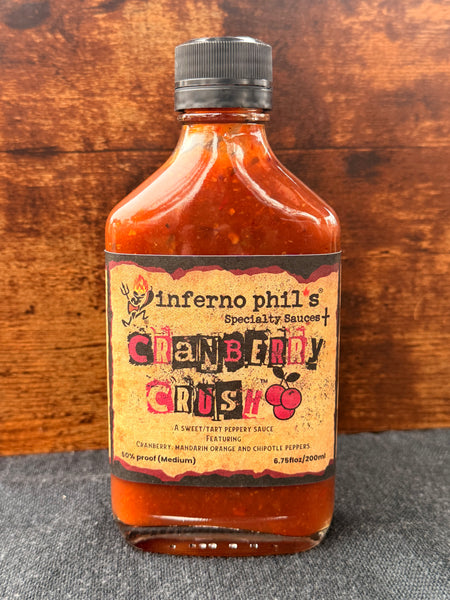 inferno phil's®
Specialty Sauces
CRANBERRY
CRUSH™
A SWEET/TART PEPPERY SAUCE
FEATURING
CRANBERRY, MANDARIN ORANGE AND CHIPOTLE PEPPERS.
50% proof (Medium) 6.75floz/200ml